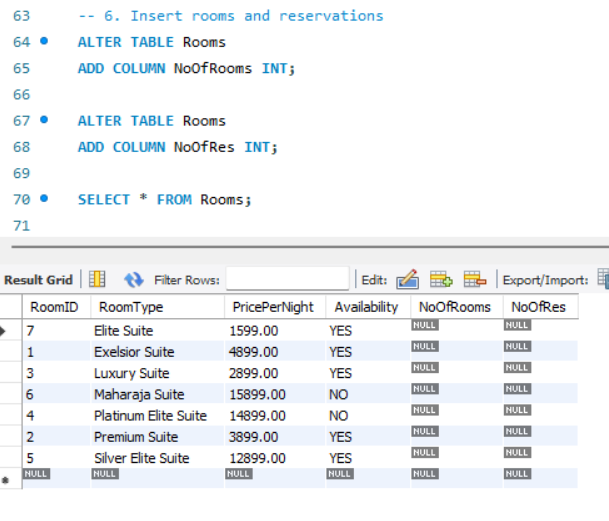 63 -- 6. Insert rooms and reservations
64 ALTER TABLE Rooms
65 ADD COLUMN NoOfRooms INT;
66
67 ALTER TABLE Rooms
68 ADD COLUMN NoOfRes INT;
69
70 SELECT * FROM Rooms;
71
Result Grid Filter Rows: Edit: Export/Import:
RoomID RoomType PricePerNight Availability NoOfRooms NoOfRes
7 Elite Suite 1599.00 YES NULL NULL
1 Exelsior Suite 4899.00 YES NULL NULL
3 Luxury Suite 2899.00 YES NULL NULL
6 Maharaja Suite 15899.00 NO NULL NULL
4 Platinum Elite Suite 14899.00 NO NULL NULL
2 Premium Suite 3899.00 YES NULL NULL
5 Silver Elite Suite 12899.00 YES NULL NULL
NULL NULL NULL NULL NULL NULL